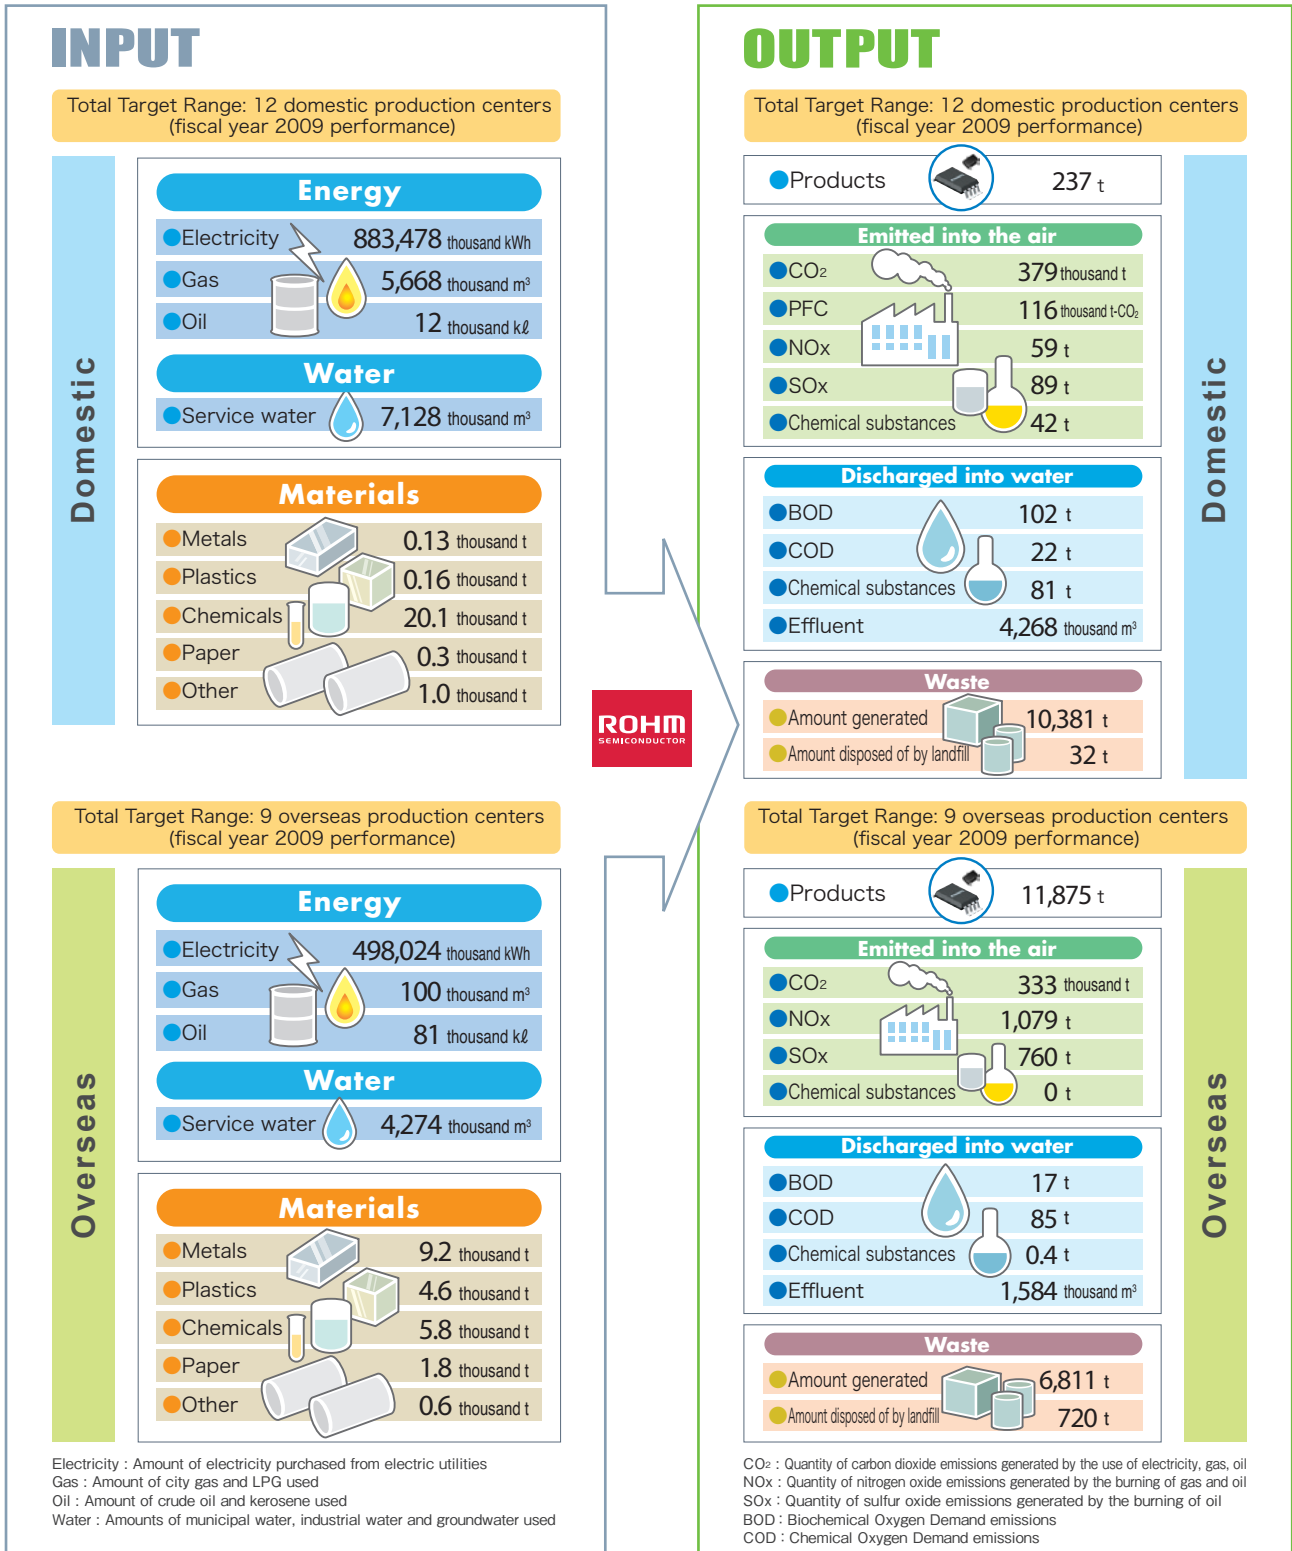 INPUT
Total Target Range: 12 domestic production centers
(fiscal year 2009 performance)
Domestic
Energy
Electricity 883,478 thousand kWh
Gas 5,668 thousand m³
Oil 12 thousand kℓ
Water
Service water 7,128 thousand m³
Materials
Metals 0.13 thousand t
Plastics 0.16 thousand t
Chemicals 20.1 thousand t
Paper 0.3 thousand t
Other 1.0 thousand t
Total Target Range: 9 overseas production centers
(fiscal year 2009 performance)
Overseas
Energy
Electricity 498,024 thousand kWh
Gas 100 thousand m³
Oil 81 thousand kℓ
Water
Service water 4,274 thousand m³
Materials
Metals 9.2 thousand t
Plastics 4.6 thousand t
Chemicals 5.8 thousand t
Paper 1.8 thousand t
Other 0.6 thousand t
Electricity : Amount of electricity purchased from electric utilities
Gas : Amount of city gas and LPG used
Oil : Amount of crude oil and kerosene used
Water : Amounts of municipal water, industrial water and groundwater used
ROHM
SEMICONDUCTOR
OUTPUT
Total Target Range: 12 domestic production centers
(fiscal year 2009 performance)
Products 237 t
Emitted into the air
CO₂ 379 thousand t
PFC 116 thousand t-CO₂
NOx 59 t
SOx 89 t
Chemical substances 42 t
Discharged into water
BOD 102 t
COD 22 t
Chemical substances 81 t
Effluent 4,268 thousand m³
Waste
Amount generated 10,381 t
Amount disposed of by landfill 32 t
Domestic
Total Target Range: 9 overseas production centers
(fiscal year 2009 performance)
Products 11,875 t
Emitted into the air
CO₂ 333 thousand t
NOx 1,079 t
SOx 760 t
Chemical substances 0 t
Discharged into water
BOD 17 t
COD 85 t
Chemical substances 0.4 t
Effluent 1,584 thousand m³
Waste
Amount generated 6,811 t
Amount disposed of by landfill 720 t
Overseas
CO₂ : Quantity of carbon dioxide emissions generated by the use of electricity, gas, oil
NOx : Quantity of nitrogen oxide emissions generated by the burning of gas and oil
SOx : Quantity of sulfur oxide emissions generated by the burning of oil
BOD : Biochemical Oxygen Demand emissions
COD : Chemical Oxygen Demand emissions